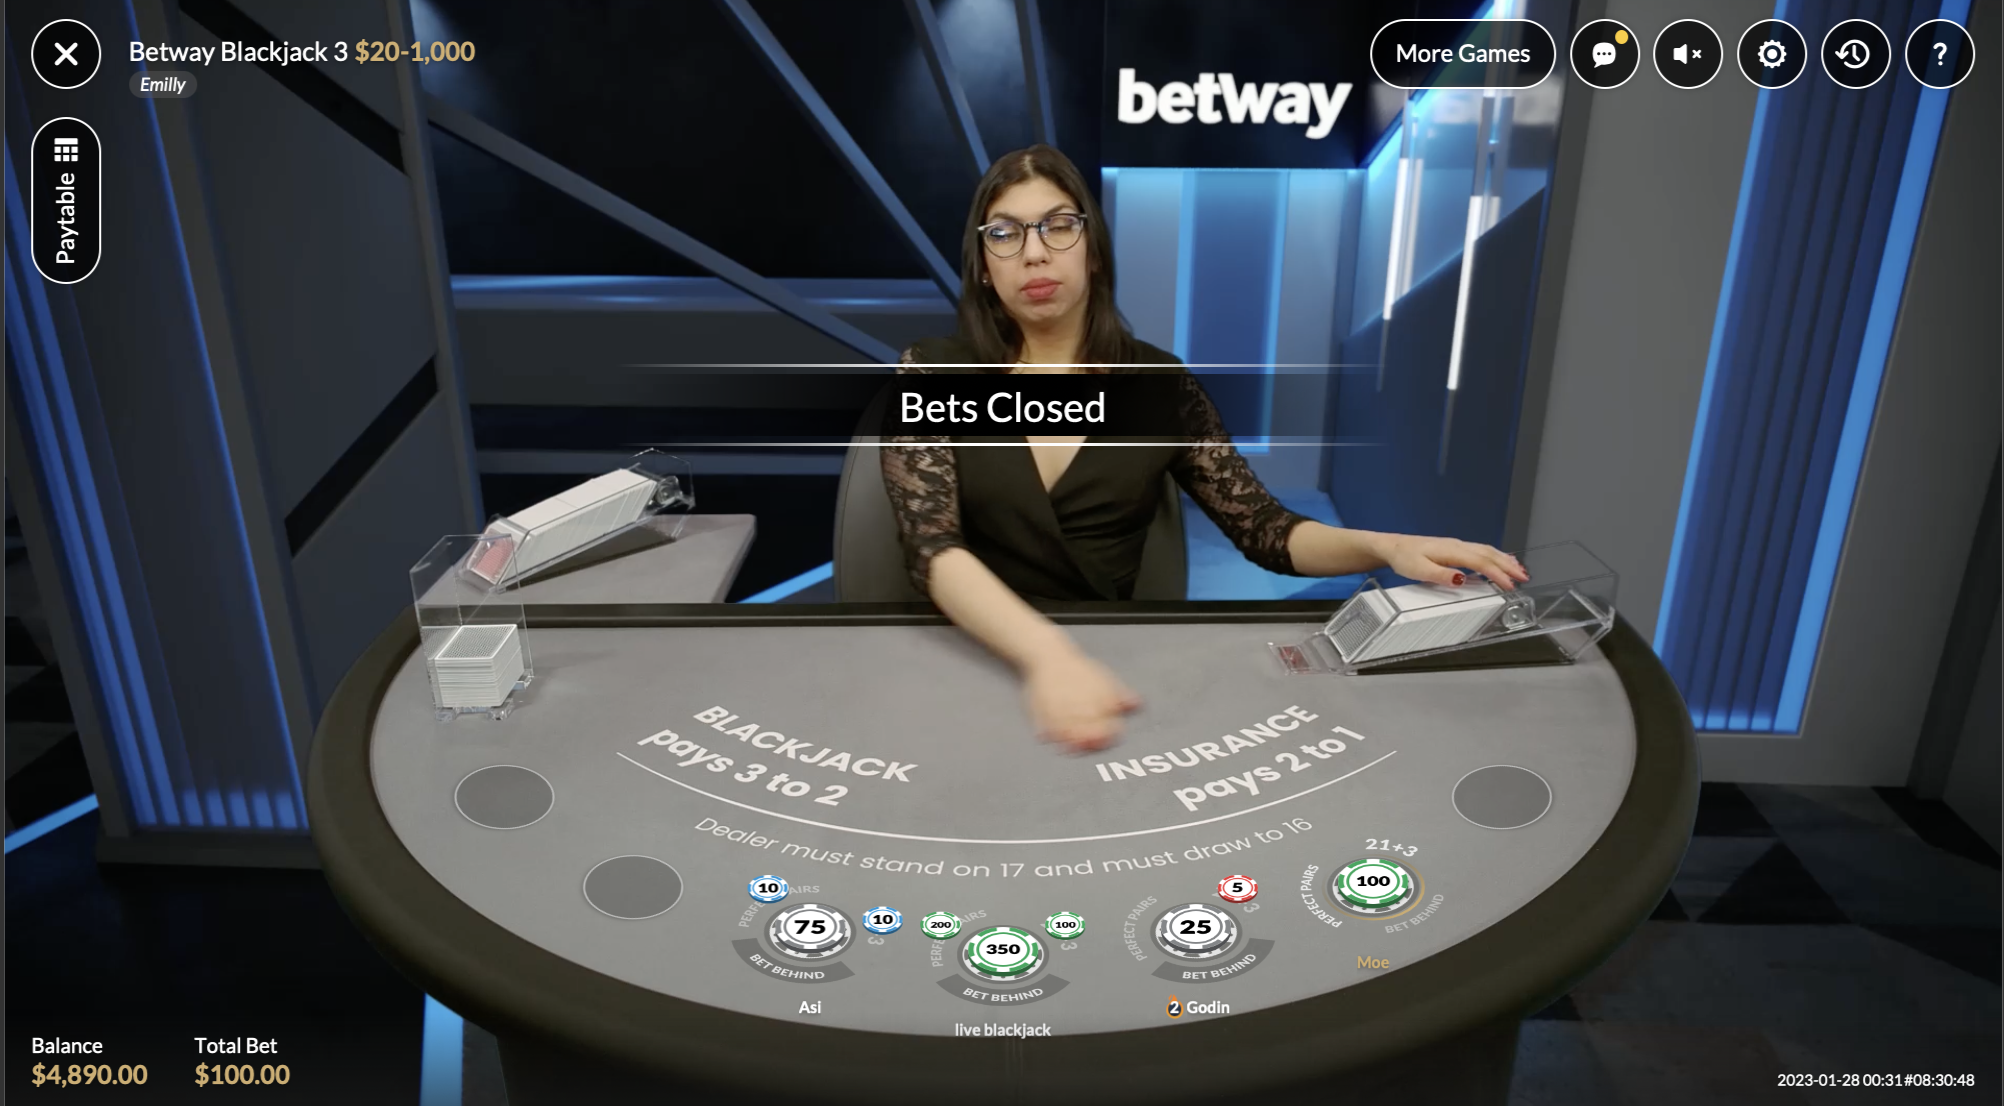 Betway Blackjack 3 $20-1,000
Emilly
More Games
?
betway
Paytable
Bets Closed
BLACKJACK
pays 3 to 2
INSURANCE
pays 2 to 1
Dealer must stand on 17 and must draw to 16
10
75
10
BET BEHIND
Asi
200
350
100
BET BEHIND
live blackjack
PERFECT PAIRS
5
25
BET BEHIND
2 Godin
21+3
PERFECT PAIRS
100
BET BEHIND
Moe
Balance
$4,890.00
Total Bet
$100.00
2023-01-28 00:31 #08:30:48